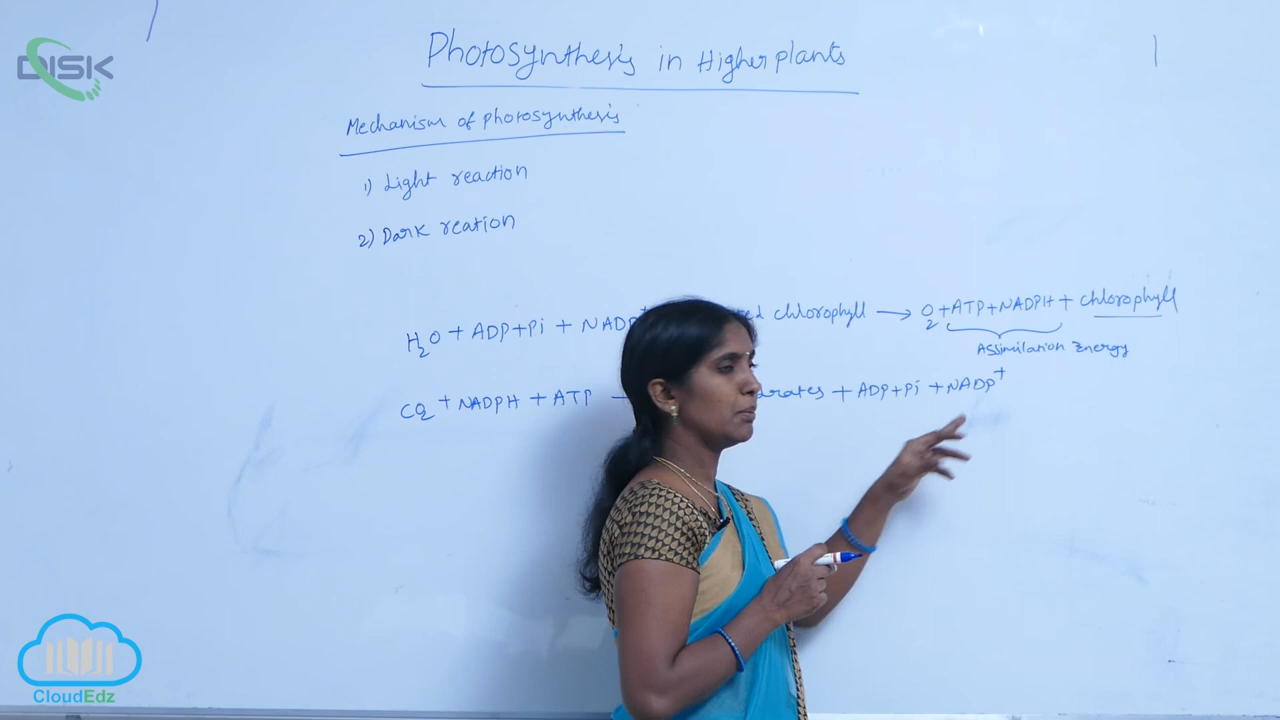 DISK
Photosynthesis in Higher plants
Mechanism of photosynthesis
1) Light reaction
2) Dark reation
H₂O + ADP+Pi + NADP chlorophyll → O₂+ATP+NADPH + chlorophyll
Assimilation Energy
CO₂ + NADPH + ATP + ADP+Pi +NADP⁺
CloudEdz